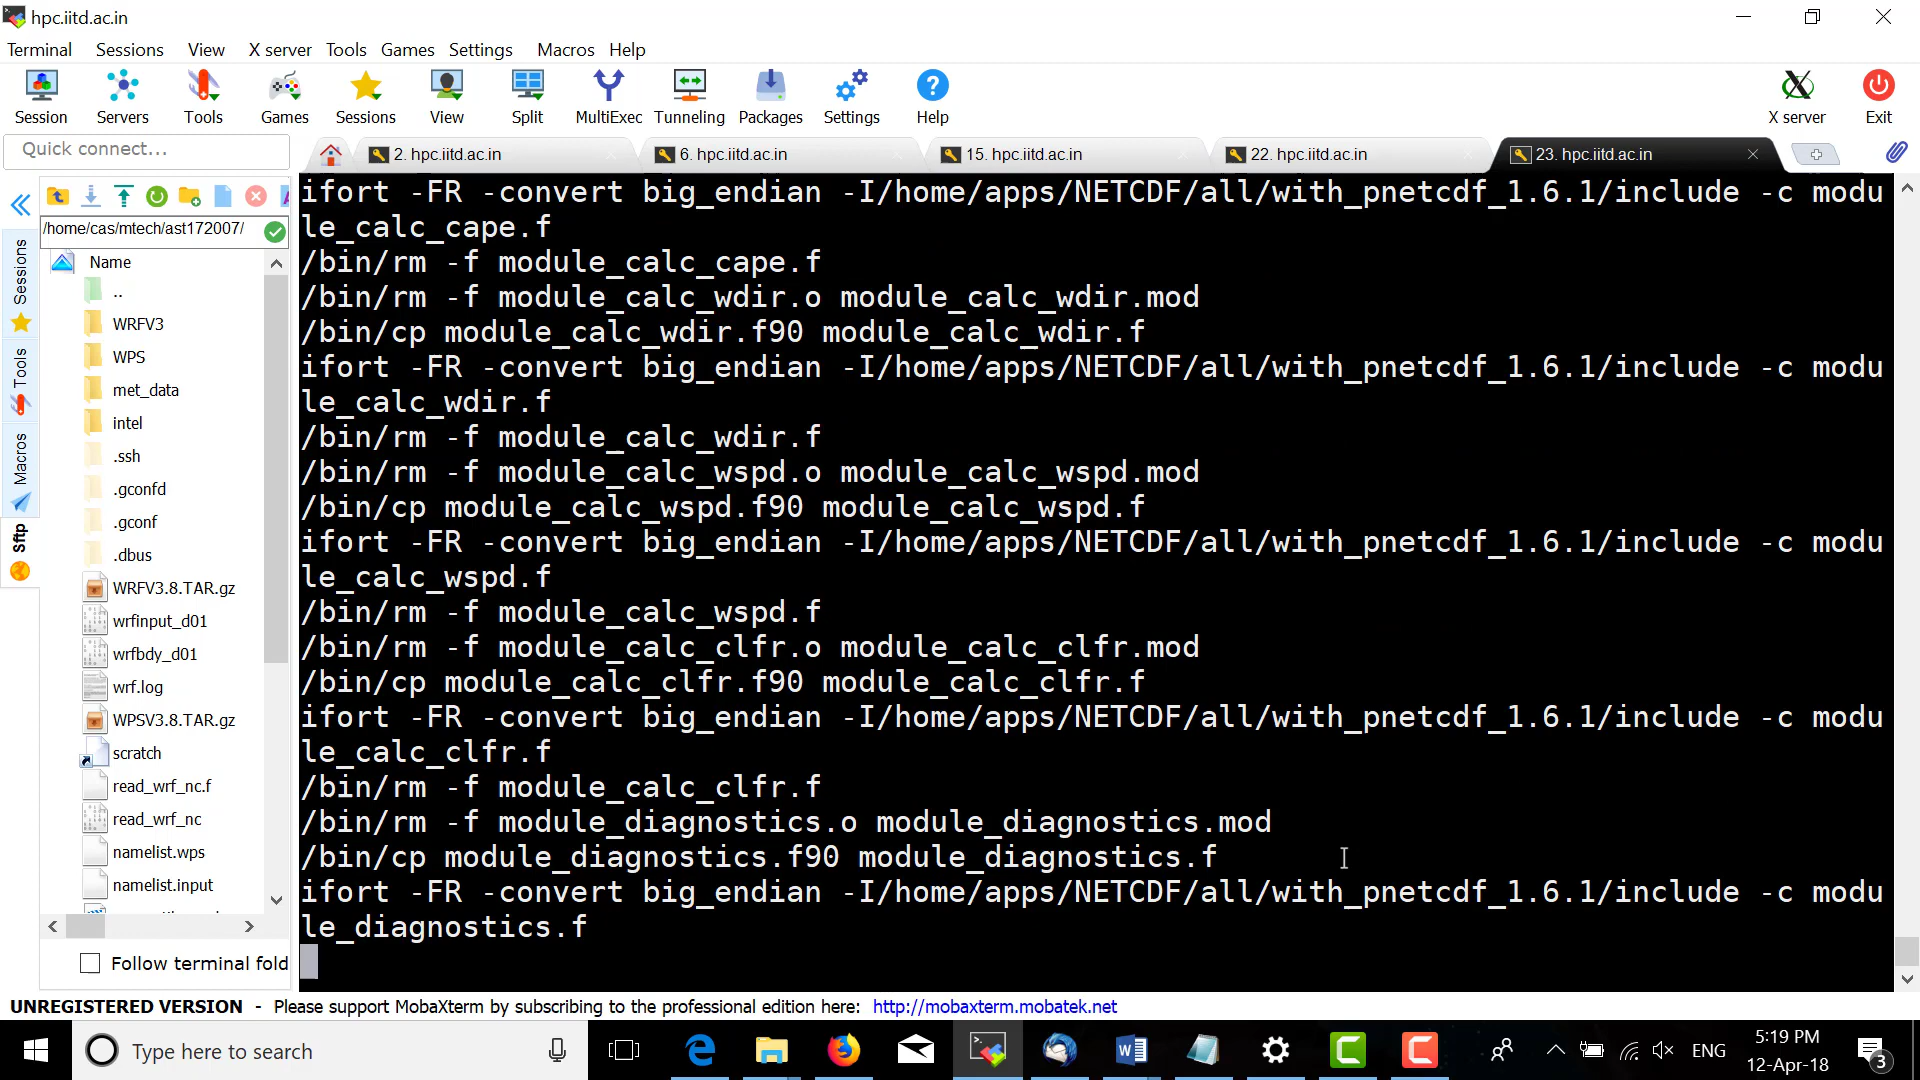 hpc.iitd.ac.in
Terminal Sessions View X server Tools Games Settings Macros Help
Session Servers Tools Games Sessions View Split MultiExec Tunneling Packages Settings Help X server Exit
Quick connect...
2. hpc.iitd.ac.in 6. hpc.iitd.ac.in 15. hpc.iitd.ac.in 22. hpc.iitd.ac.in 23. hpc.iitd.ac.in
/home/cas/mtech/ast172007/
Sessions
Tools
Macros
Sftp
Name
..
WRFV3
WPS
met_data
intel
.ssh
.gconfd
.gconf
.dbus
WRFV3.8.TAR.gz
wrfinput_d01
wrfbdy_d01
wrf.log
WPSV3.8.TAR.gz
scratch
read_wrf_nc.f
read_wrf_nc
namelist.wps
namelist.input
Follow terminal fold
ifort -FR -convert big_endian -I/home/apps/NETCDF/all/with_pnetcdf_1.6.1/include -c modu
le_calc_cape.f
/bin/rm -f module_calc_cape.f
/bin/rm -f module_calc_wdir.o module_calc_wdir.mod
/bin/cp module_calc_wdir.f90 module_calc_wdir.f
ifort -FR -convert big_endian -I/home/apps/NETCDF/all/with_pnetcdf_1.6.1/include -c modu
le_calc_wdir.f
/bin/rm -f module_calc_wdir.f
/bin/rm -f module_calc_wspd.o module_calc_wspd.mod
/bin/cp module_calc_wspd.f90 module_calc_wspd.f
ifort -FR -convert big_endian -I/home/apps/NETCDF/all/with_pnetcdf_1.6.1/include -c modu
le_calc_wspd.f
/bin/rm -f module_calc_wspd.f
/bin/rm -f module_calc_clfr.o module_calc_clfr.mod
/bin/cp module_calc_clfr.f90 module_calc_clfr.f
ifort -FR -convert big_endian -I/home/apps/NETCDF/all/with_pnetcdf_1.6.1/include -c modu
le_calc_clfr.f
/bin/rm -f module_calc_clfr.f
/bin/rm -f module_diagnostics.o module_diagnostics.mod
/bin/cp module_diagnostics.f90 module_diagnostics.f
ifort -FR -convert big_endian -I/home/apps/NETCDF/all/with_pnetcdf_1.6.1/include -c modu
le_diagnostics.f
UNREGISTERED VERSION - Please support MobaXterm by subscribing to the professional edition here: http://mobaxterm.mobatek.net
Type here to search
ENG
5:19 PM
12-Apr-18
3